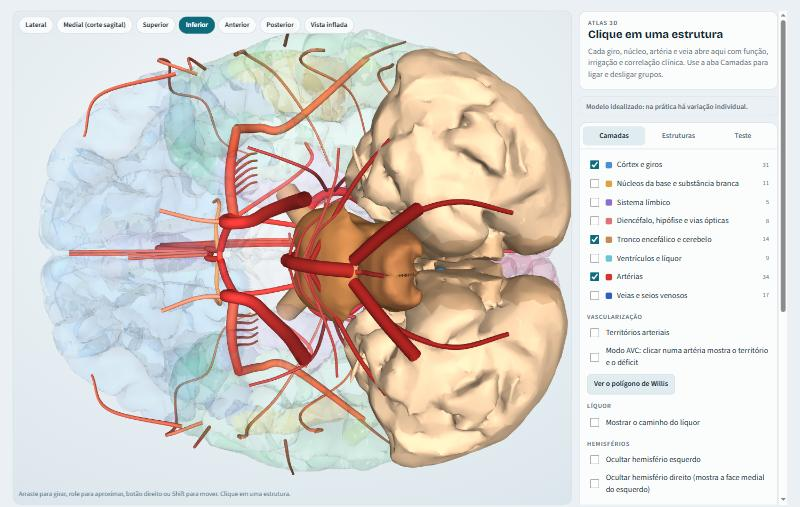 Lateral
Medial (corte sagital)
Superior
Inferior
Anterior
Posterior
Vista inflada
Arraste para girar, role para aproximar, botão direito ou Shift para mover. Clique em uma estrutura.
ATLAS 3D
Clique em uma estrutura
Cada giro, núcleo, artéria e veia abre aqui com função,
irrigação e correlação clínica. Use a aba Camadas para
ligar e desligar grupos.
Modelo idealizado: na prática há variação individual.
Camadas
Estruturas
Teste
Córtex e giros 31
Núcleos da base e substância branca 11
Sistema límbico 5
Diencéfalo, hipófise e vias ópticas 8
Tronco encefálico e cerebelo 14
Ventrículos e líquor 9
Artérias 34
Veias e seios venosos 17
VASCULARIZAÇÃO
Territórios arteriais
Modo AVC: clicar numa artéria mostra o território
e o déficit
Ver o polígono de Willis
LÍQUOR
Mostrar o caminho do líquor
HEMISFÉRIOS
Ocultar hemisfério esquerdo
Ocultar hemisfério direito (mostra a face medial
do esquerdo)